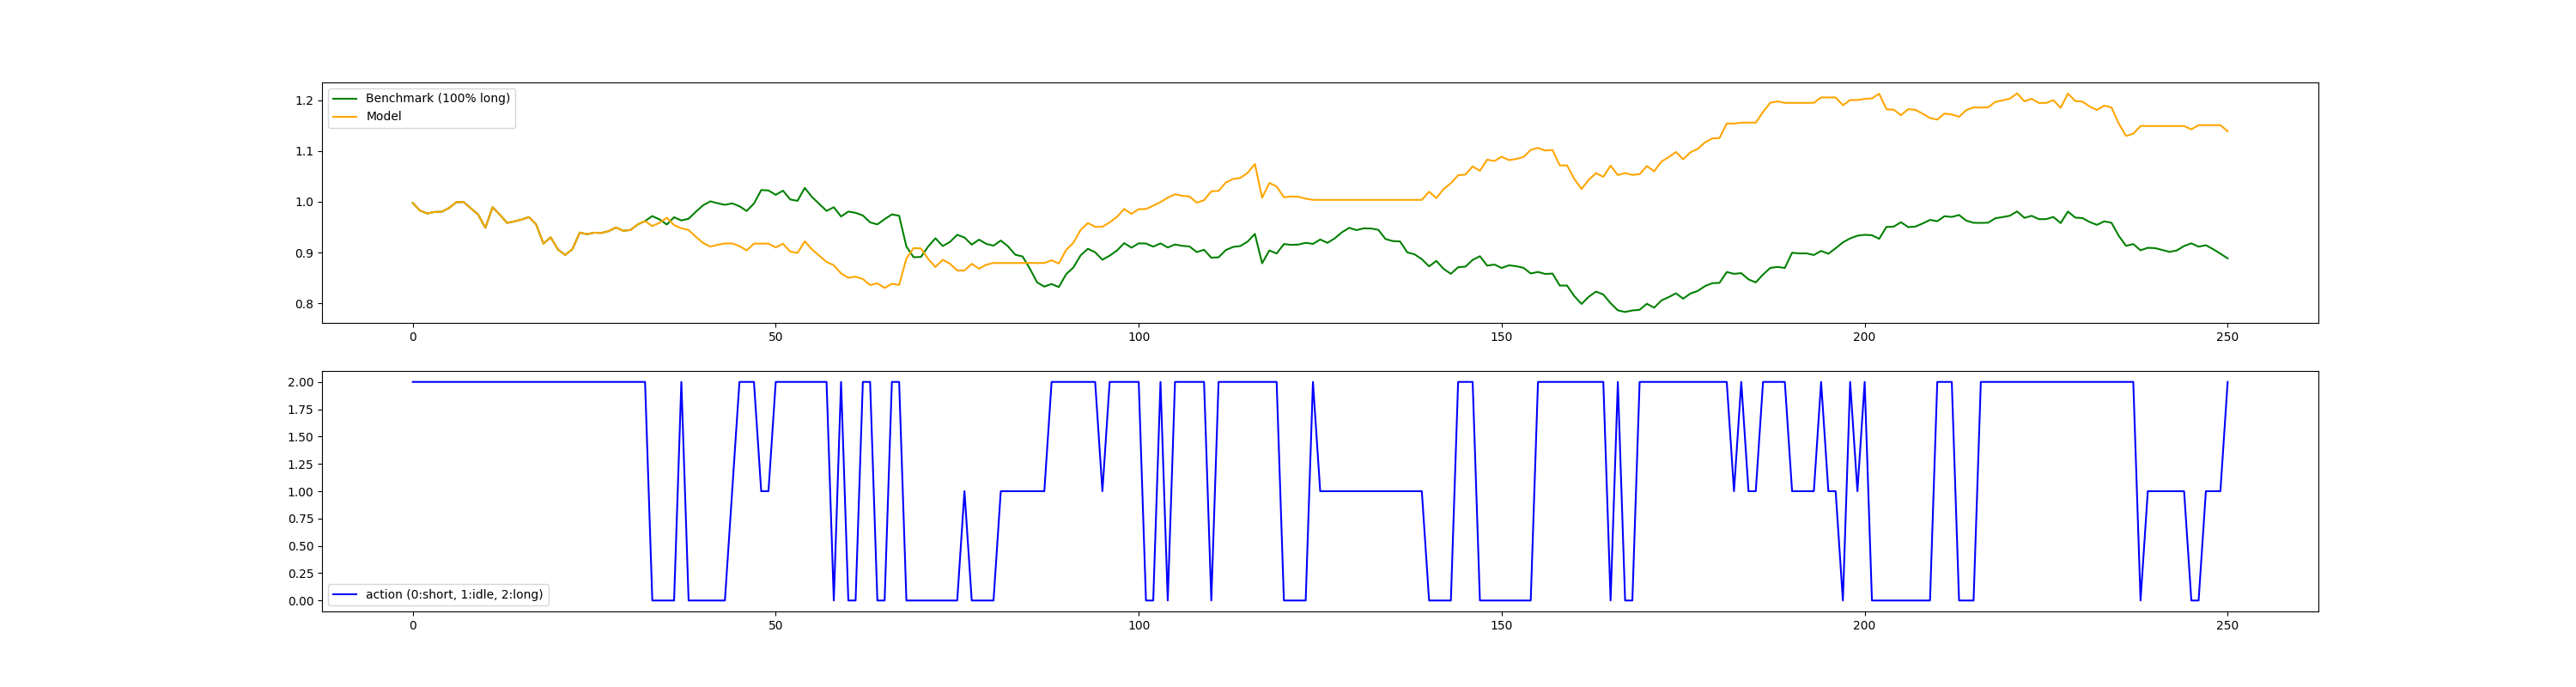 1.2
1.1
1.0
0.9
0.8
Benchmark (100% long)
Model
0 50 100 150 200 250
2.00
1.75
1.50
1.25
1.00
0.75
0.50
0.25
0.00
action (0:short, 1:idle, 2:long)
0 50 100 150 200 250